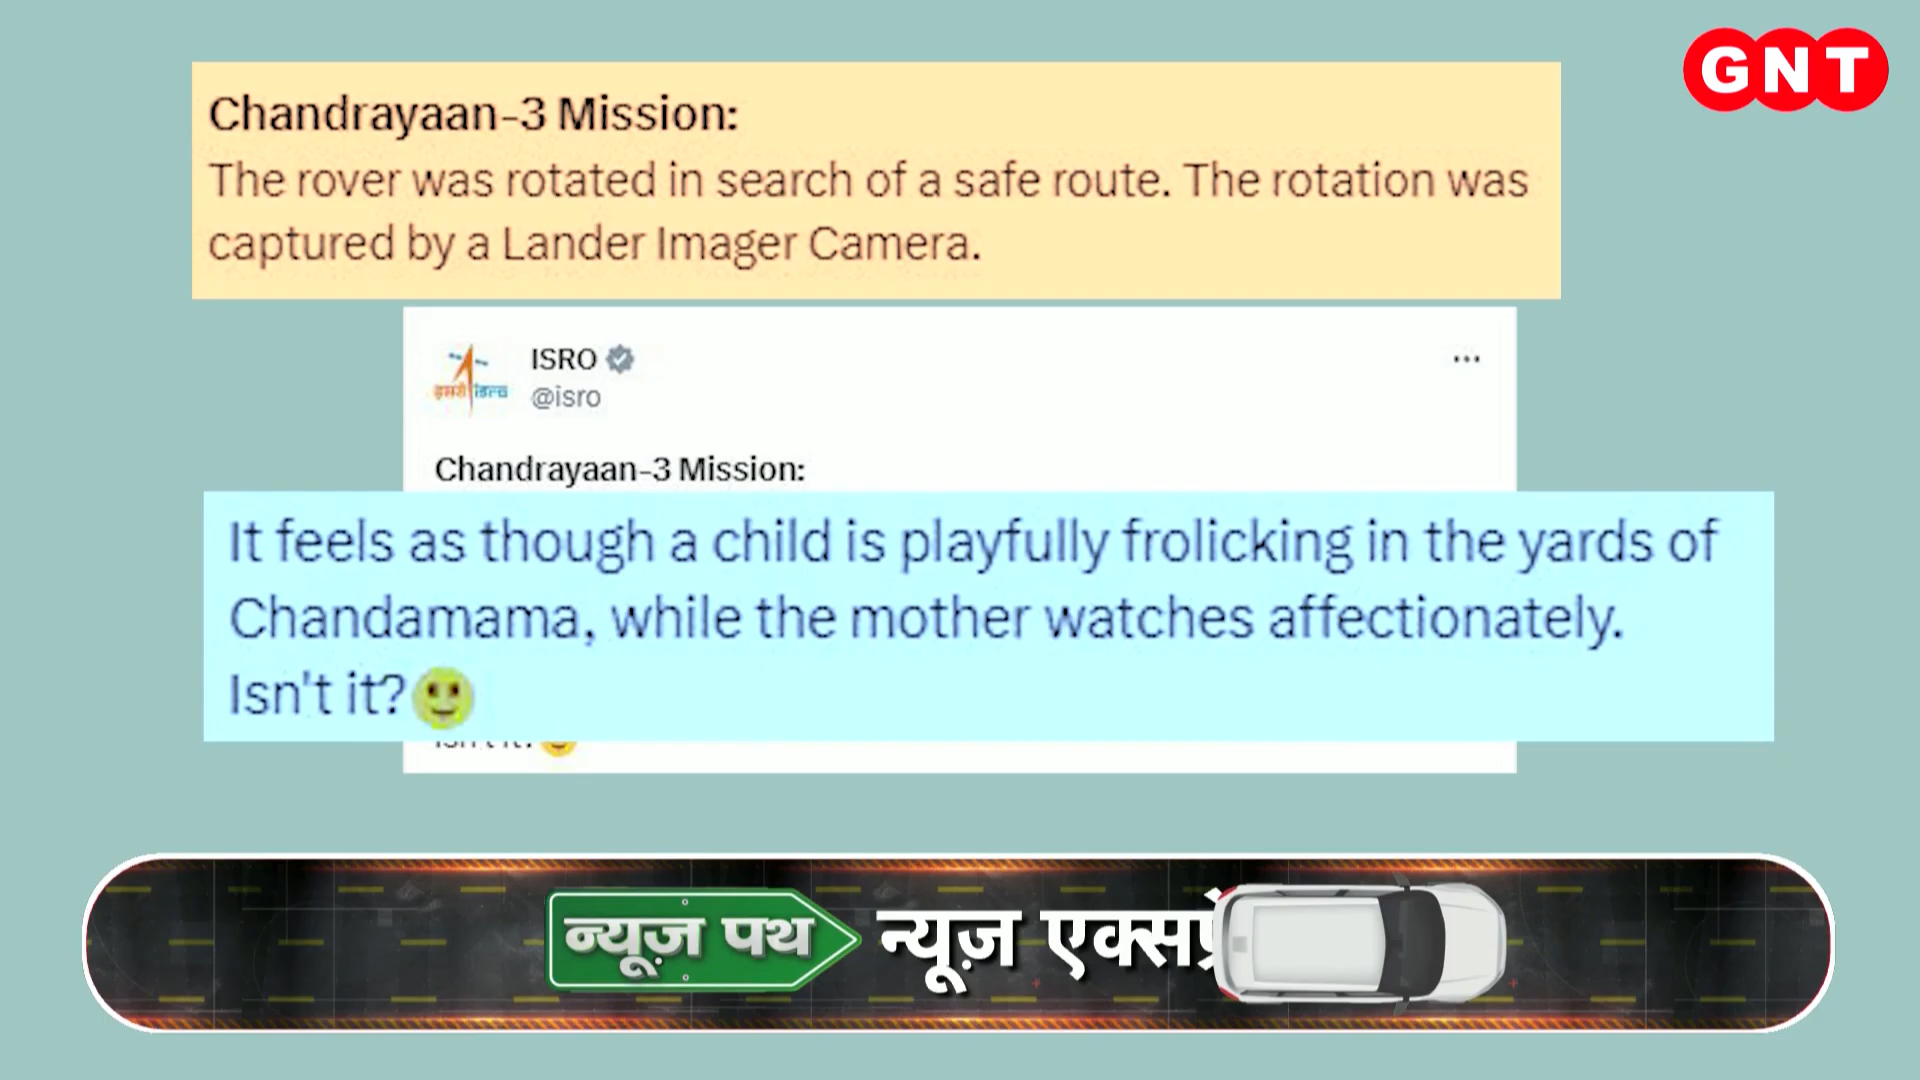 GNT
Chandrayaan-3 Mission:
The rover was rotated in search of a safe route. The rotation was
captured by a Lander Imager Camera.
इसरो isro
ISRO
@isro
Chandrayaan-3 Mission:
It feels as though a child is playfully frolicking in the yards of
Chandamama, while the mother watches affectionately.
Isn't it?
न्यूज़ पथ
न्यूज़